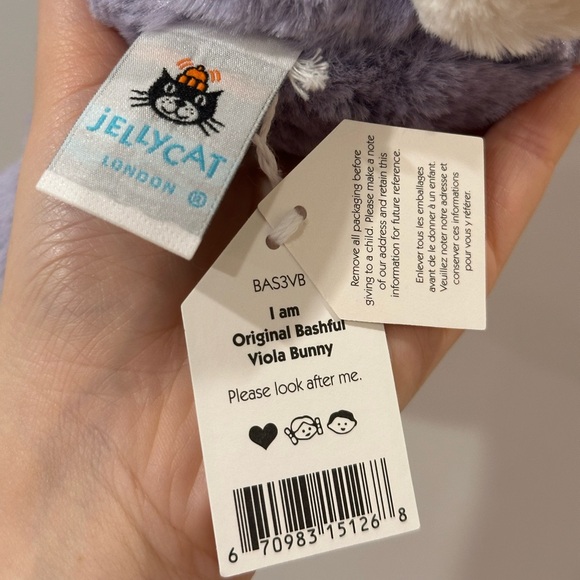 JELLYCAT
LONDON ®
Remove all packaging before
giving to a child. Please make a note
of our address and retain this
information for future reference.
Enlever tous les emballages
avant de le donner à un enfant.
Veuillez noter notre adresse et
conserver ces informations
pour vous y référer.
BAS3VB
I am
Original Bashful
Viola Bunny
Please look after me.
6 70983 15126 8